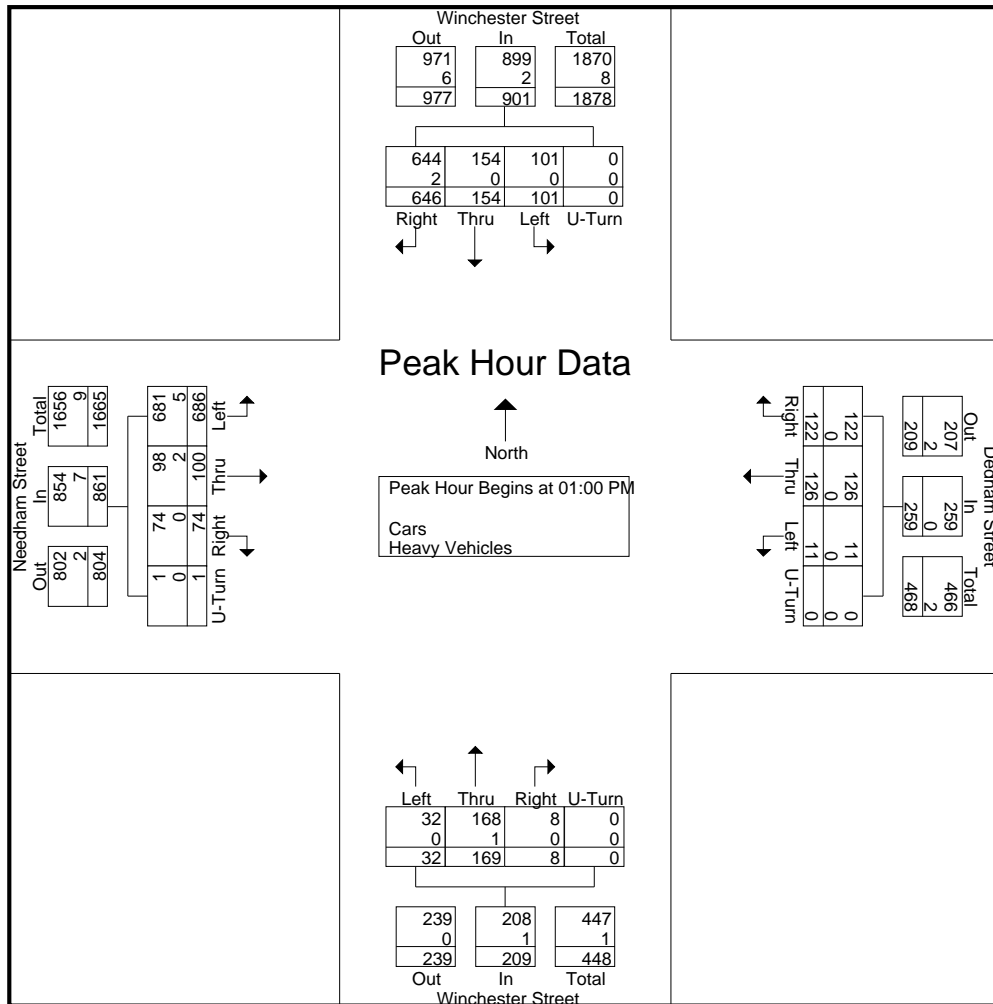 Winchester Street
Out In Total
971 899 1870
6 2 8
977 901 1878
644 154 101 0
2 0 0 0
646 154 101 0
Right Thru Left U-Turn
Peak Hour Data
North
Peak Hour Begins at 01:00 PM
Cars
Heavy Vehicles
Needham Street
Out In Total
802 854 1656
2 7 9
804 861 1665
1 74 98 681
0 0 2 5
1 74 100 686
U-Turn Right Thru Left
Dedham Street
Out In Total
207 259 466
2 0 2
209 259 468
122 126 11 0
0 0 0 0
122 126 11 0
Right Thru Left U-Turn
Left Thru Right U-Turn
32 168 8 0
0 1 0 0
32 169 8 0
239 208 447
0 1 1
239 209 448
Out In Total
Winchester Street